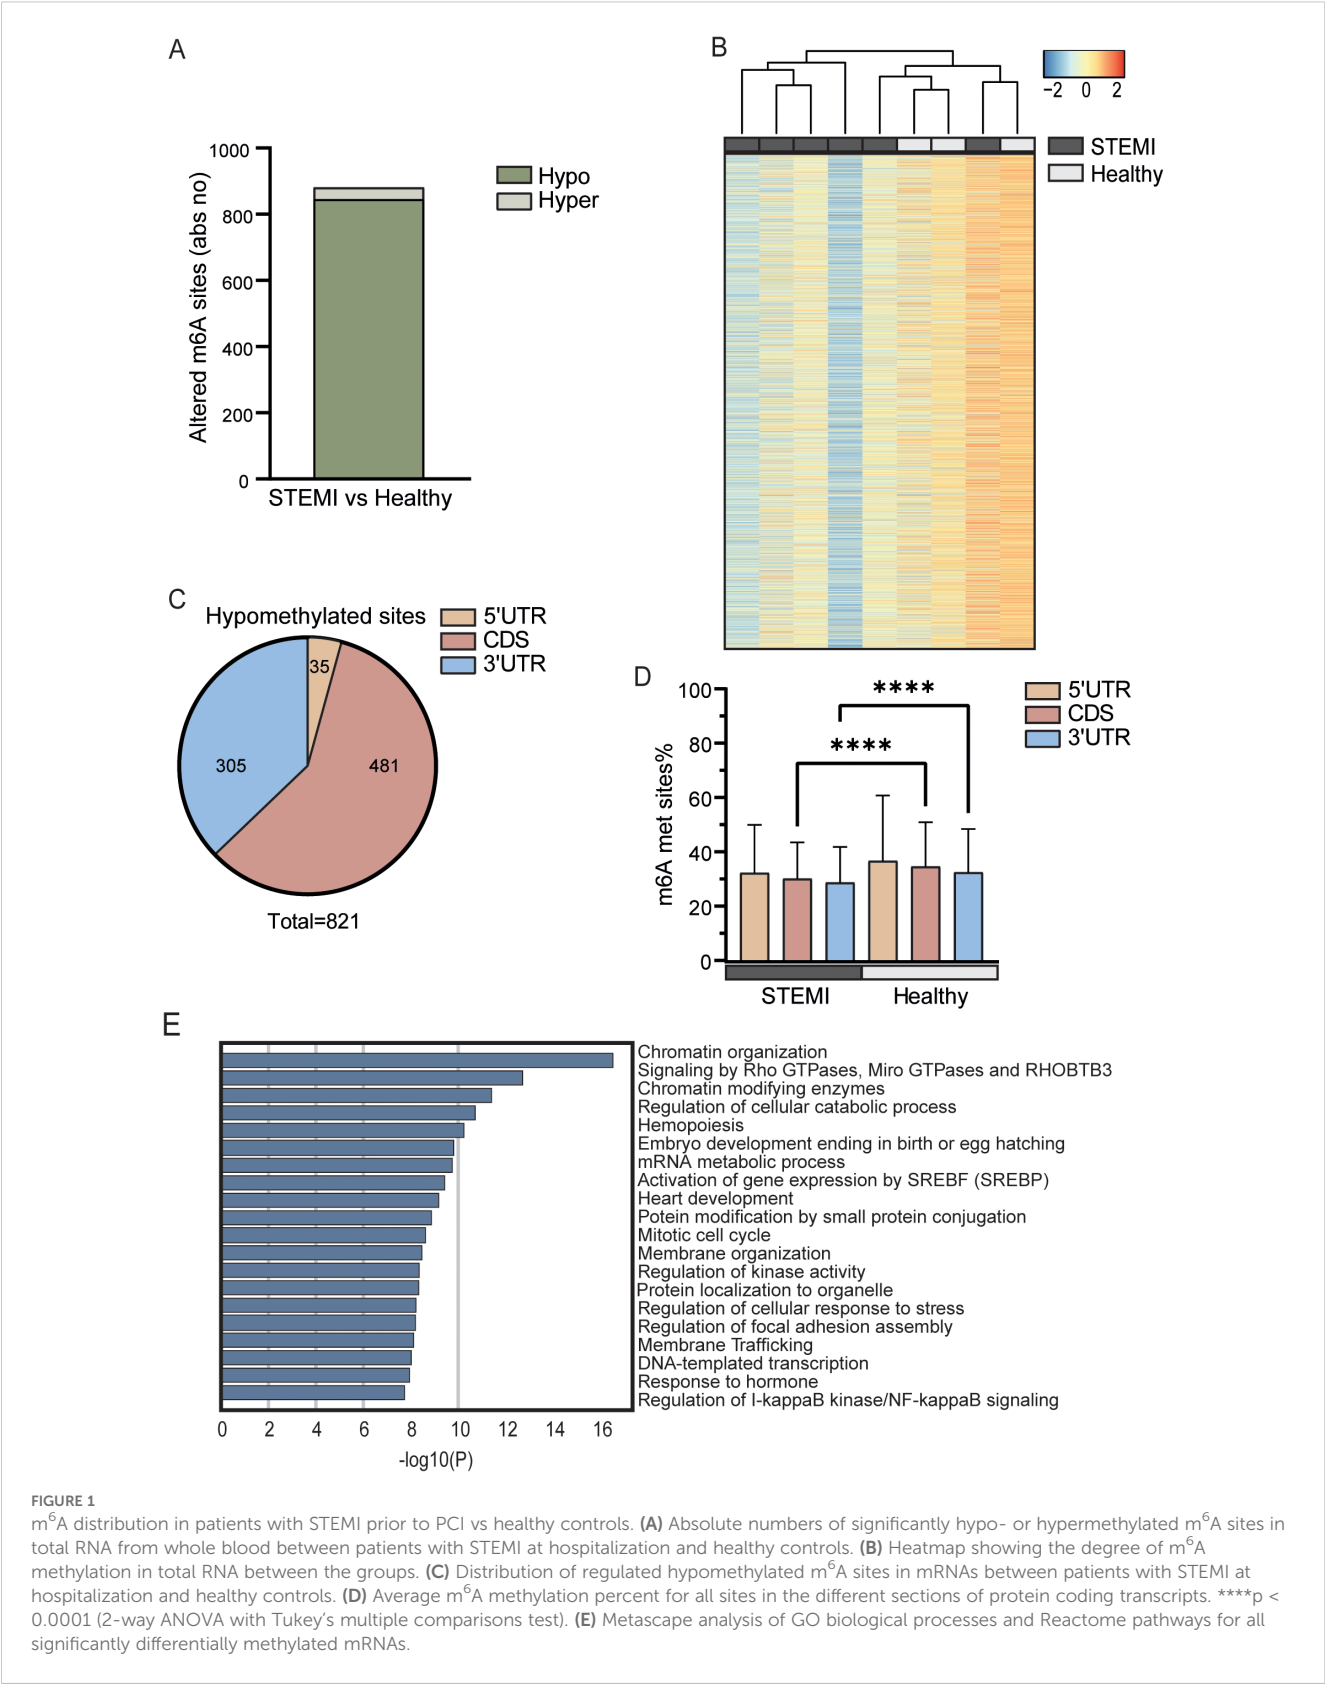 A
1000
800
600
400
200
0
Altered m6A sites (abs no)
STEMI vs Healthy
Hypo
Hyper
B
−2 0 2
STEMI
Healthy
C
Hypomethylated sites
5'UTR
CDS
3'UTR
35
305
481
Total=821
D
100
80
60
40
20
0
m6A met sites%
****
****
5'UTR
CDS
3'UTR
STEMI
Healthy
E
Chromatin organization
Signaling by Rho GTPases, Miro GTPases and RHOBTB3
Chromatin modifying enzymes
Regulation of cellular catabolic process
Hemopoiesis
Embryo development ending in birth or egg hatching
mRNA metabolic process
Activation of gene expression by SREBF (SREBP)
Heart development
Potein modification by small protein conjugation
Mitotic cell cycle
Membrane organization
Regulation of kinase activity
Protein localization to organelle
Regulation of cellular response to stress
Regulation of focal adhesion assembly
Membrane Trafficking
DNA-templated transcription
Response to hormone
Regulation of I-kappaB kinase/NF-kappaB signaling
0 2 4 6 8 10 12 14 16
-log10(P)
FIGURE 1
m⁶A distribution in patients with STEMI prior to PCI vs healthy controls. (A) Absolute numbers of significantly hypo- or hypermethylated m⁶A sites in
total RNA from whole blood between patients with STEMI at hospitalization and healthy controls. (B) Heatmap showing the degree of m⁶A
methylation in total RNA between the groups. (C) Distribution of regulated hypomethylated m⁶A sites in mRNAs between patients with STEMI at
hospitalization and healthy controls. (D) Average m⁶A methylation percent for all sites in the different sections of protein coding transcripts. ****p <
0.0001 (2-way ANOVA with Tukey's multiple comparisons test). (E) Metascape analysis of GO biological processes and Reactome pathways for all
significantly differentially methylated mRNAs.